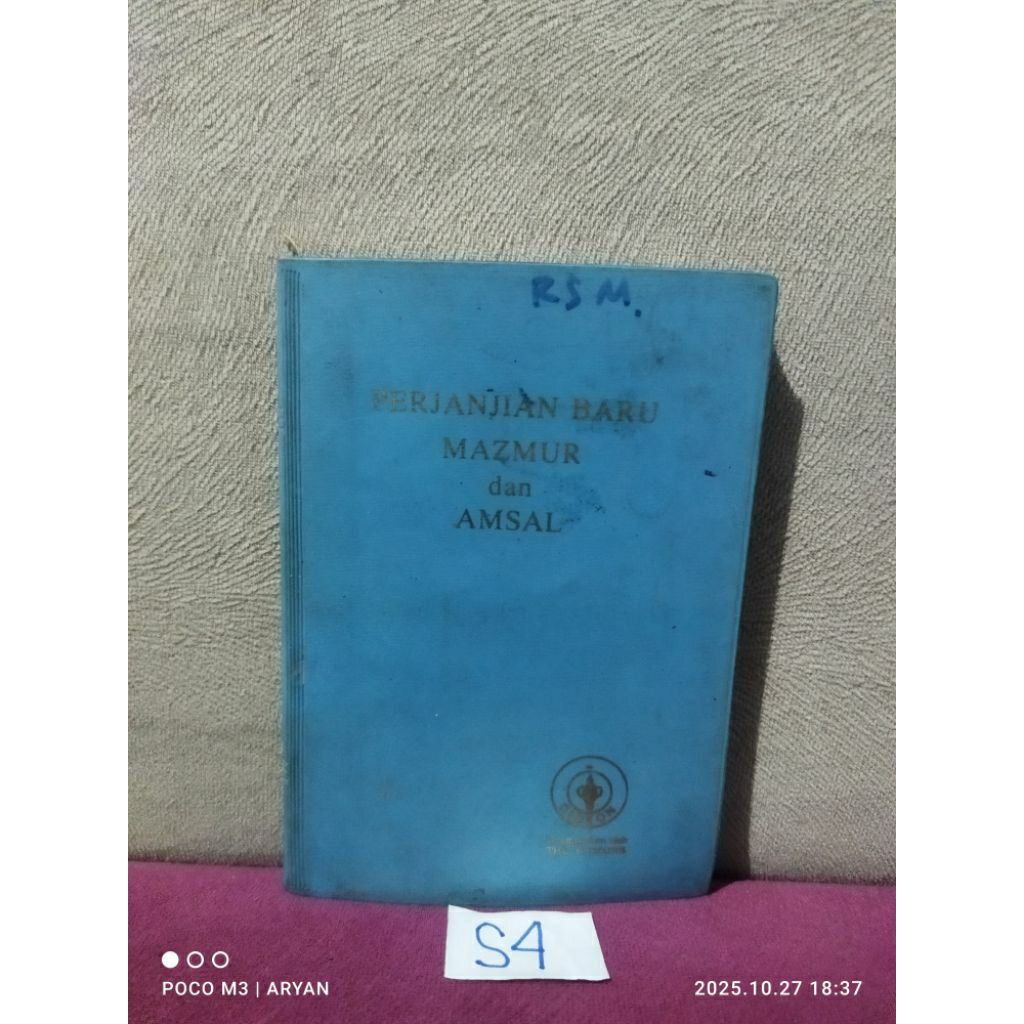 RSM.
PERJANJIAN BARU
MAZMUR
dan
AMSAL
S4
POCO M3 | ARYAN
2025.10.27 18:37